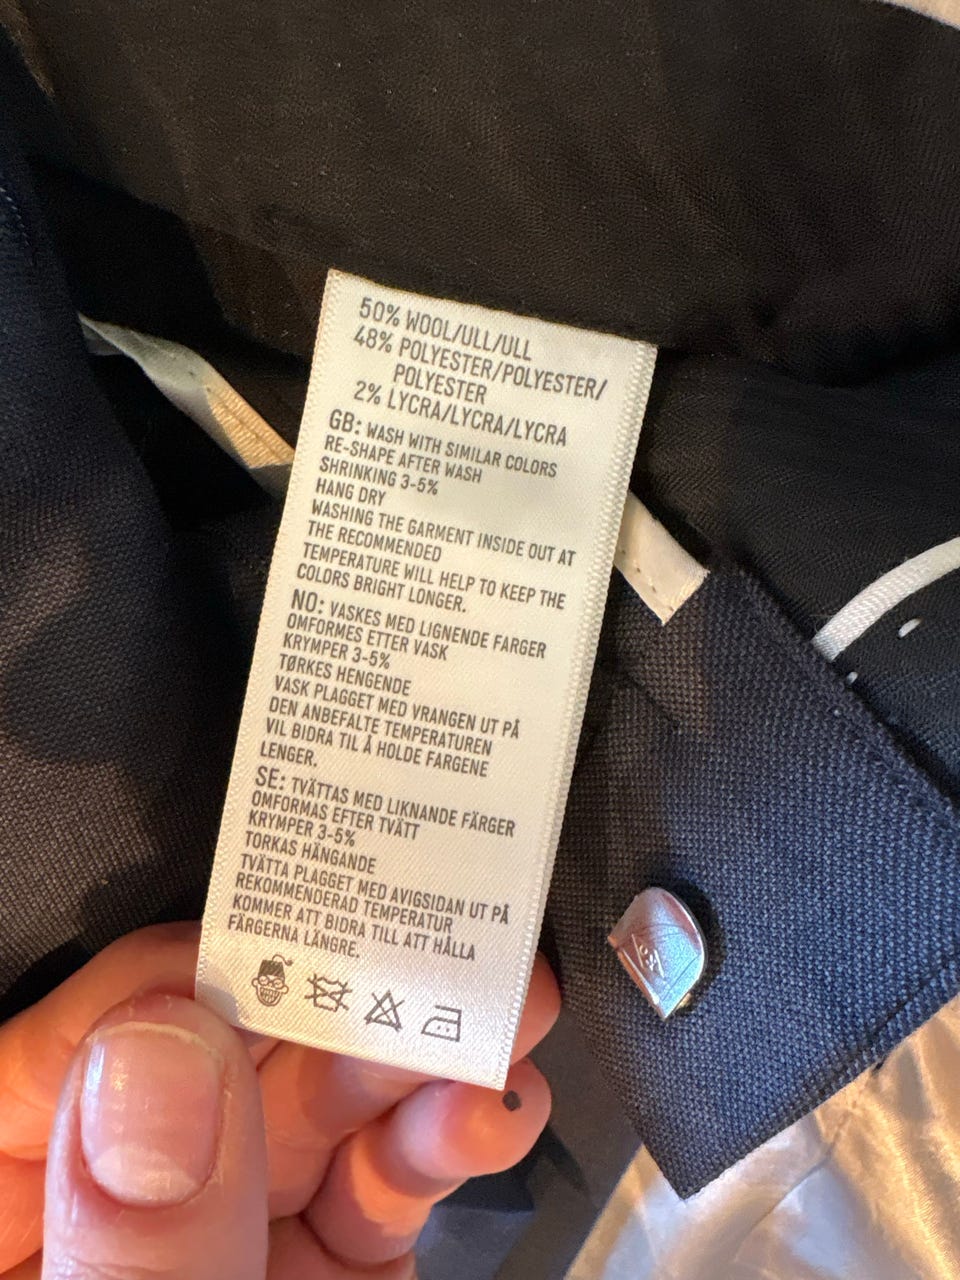 50% WOOL/ULL/ULL
48% POLYESTER/POLYESTER/
POLYESTER
2% LYCRA/LYCRA/LYCRA
GB: WASH WITH SIMILAR COLORS
RE-SHAPE AFTER WASH
SHRINKING 3-5%
HANG DRY
WASHING THE GARMENT INSIDE OUT AT
THE RECOMMENDED
TEMPERATURE WILL HELP TO KEEP THE
COLORS BRIGHT LONGER.
NO: VASKES MED LIGNENDE FARGER
OMFORMES ETTER VASK
KRYMPER 3-5%
TØRKES HENGENDE
VASK PLAGGET MED VRANGEN UT PÅ
DEN ANBEFALTE TEMPERATUREN
VIL BIDRA TIL Å HOLDE FARGENE
LENGER.
SE: TVÄTTAS MED LIKNANDE FÄRGER
OMFORMAS EFTER TVÄTT
KRYMPER 3-5%
TORKAS HÄNGANDE
TVÄTTA PLAGGET MED AVIGSIDAN UT PÅ
REKOMMENDERAD TEMPERATUR
KOMMER ATT BIDRA TILL ATT HÅLLA
FÄRGERNA LÄNGRE.